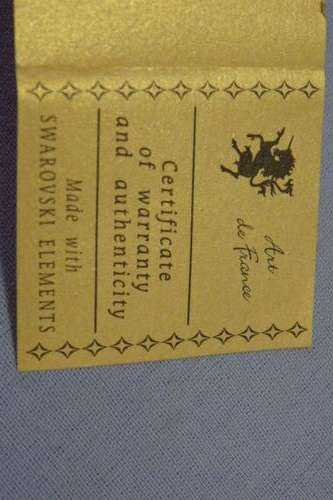 Art
de France
Certificate
of warranty
and authenticity
Made with
SWAROVSKI ELEMENTS